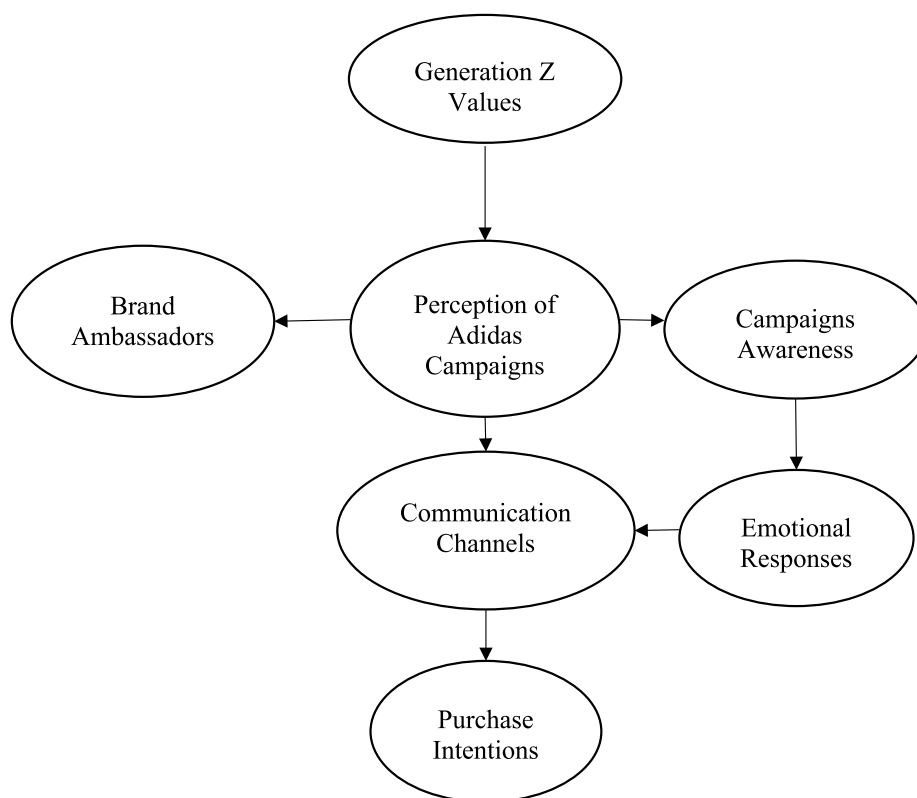 Generation Z
Values
Brand
Ambassadors
Perception of
Adidas
Campaigns
Campaigns
Awareness
Communication
Channels
Emotional
Responses
Purchase
Intentions